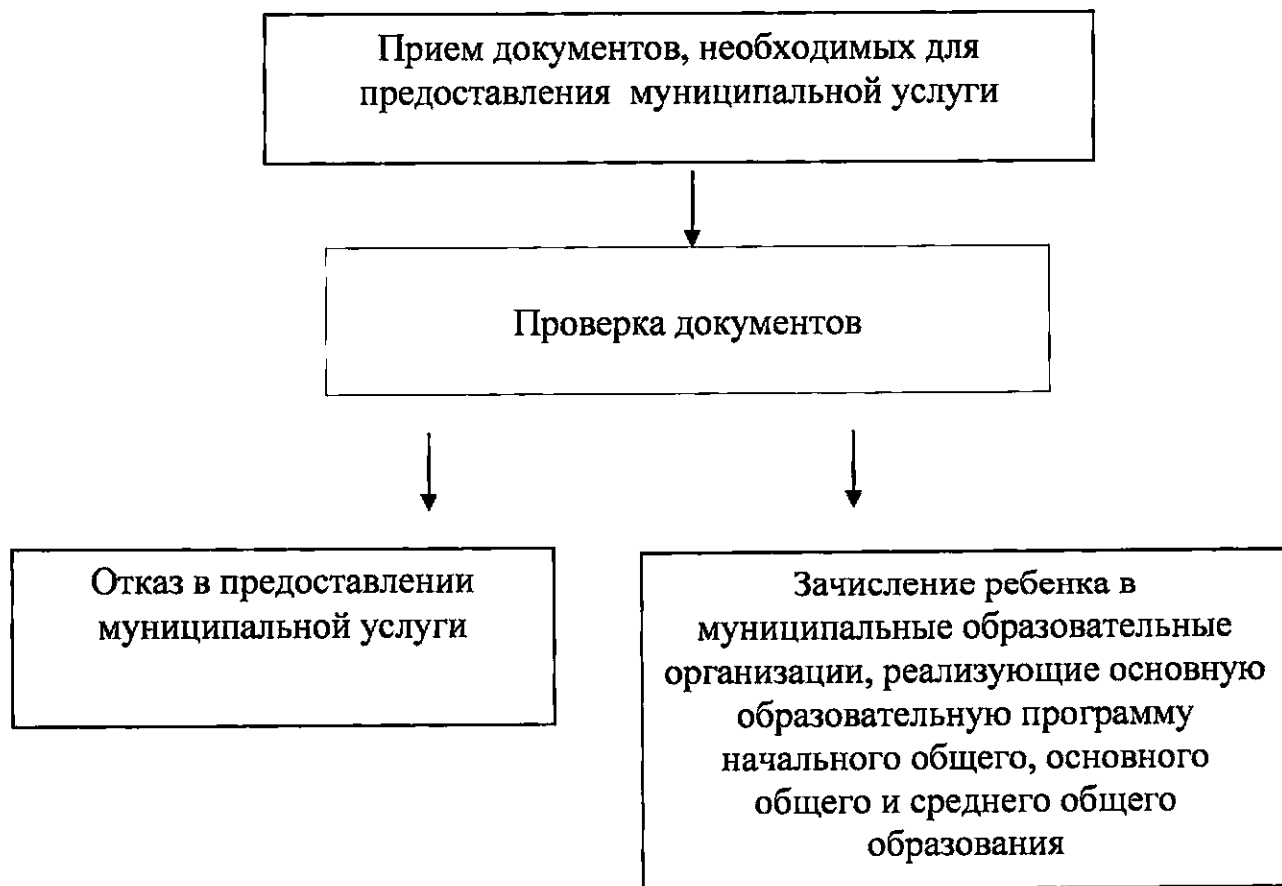 Прием документов, необходимых для
предоставления муниципальной услуги
Проверка документов
Отказ в предоставлении
муниципальной услуги
Зачисление ребенка в
муниципальные образовательные
организации, реализующие основную
образовательную программу
начального общего, основного
общего и среднего общего
образования